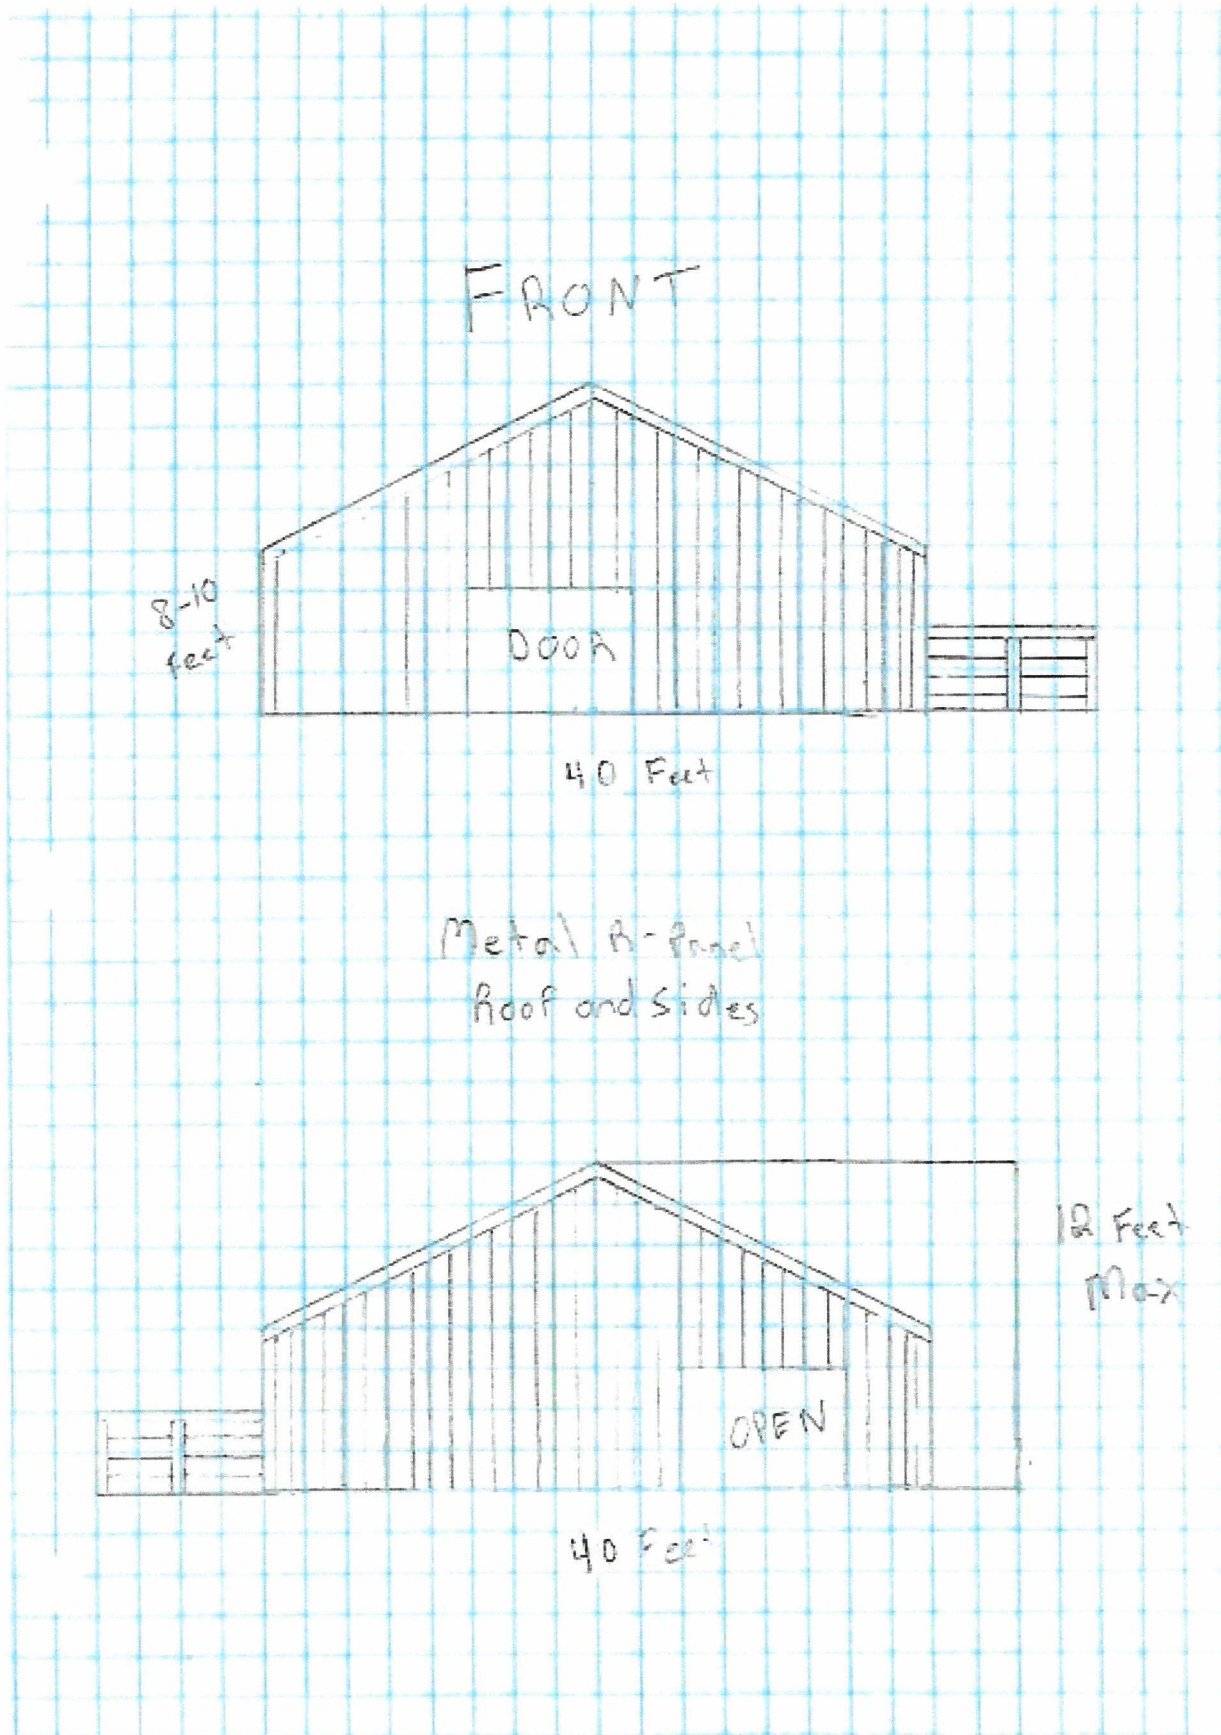 FRONT
8-10
feet
DOOR
40 Feet
Metal R-Panel
Roof and Sides
12 Feet
Max
OPEN
40 Feet